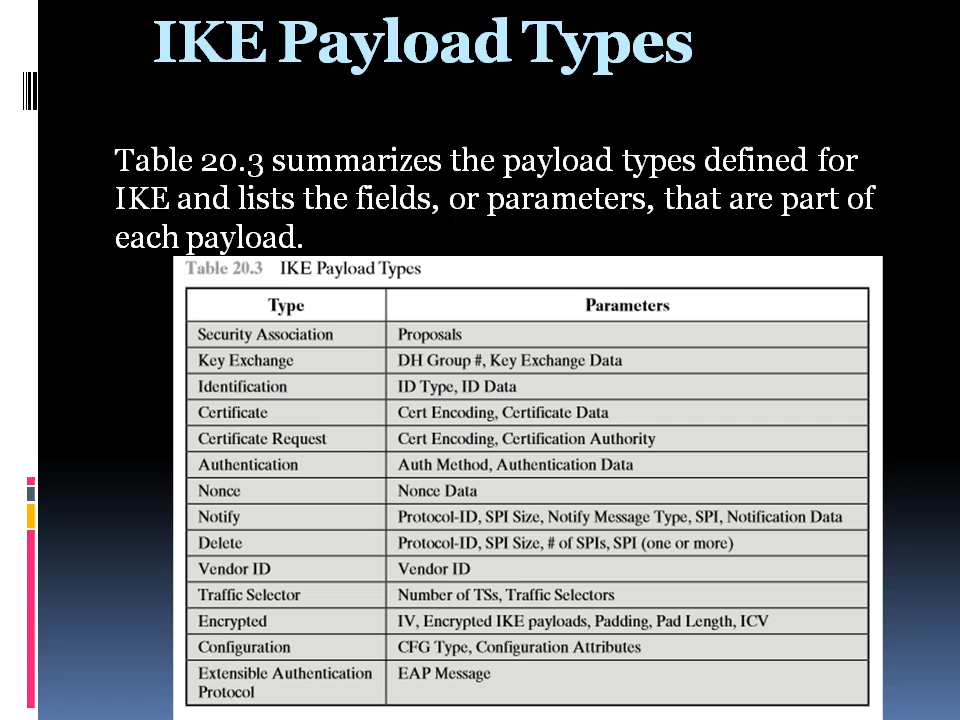 IKE Payload Types
Table 20.3 summarizes the payload types defined for
IKE and lists the fields, or parameters, that are part of
each payload.
Table 20.3 IKE Payload Types
Type Parameters
Security Association Proposals
Key Exchange DH Group #, Key Exchange Data
Identification ID Type, ID Data
Certificate Cert Encoding, Certificate Data
Certificate Request Cert Encoding, Certification Authority
Authentication Auth Method, Authentication Data
Nonce Nonce Data
Notify Protocol-ID, SPI Size, Notify Message Type, SPI, Notification Data
Delete Protocol-ID, SPI Size, # of SPIs, SPI (one or more)
Vendor ID Vendor ID
Traffic Selector Number of TSs, Traffic Selectors
Encrypted IV, Encrypted IKE payloads, Padding, Pad Length, ICV
Configuration CFG Type, Configuration Attributes
Extensible Authentication EAP Message
Protocol